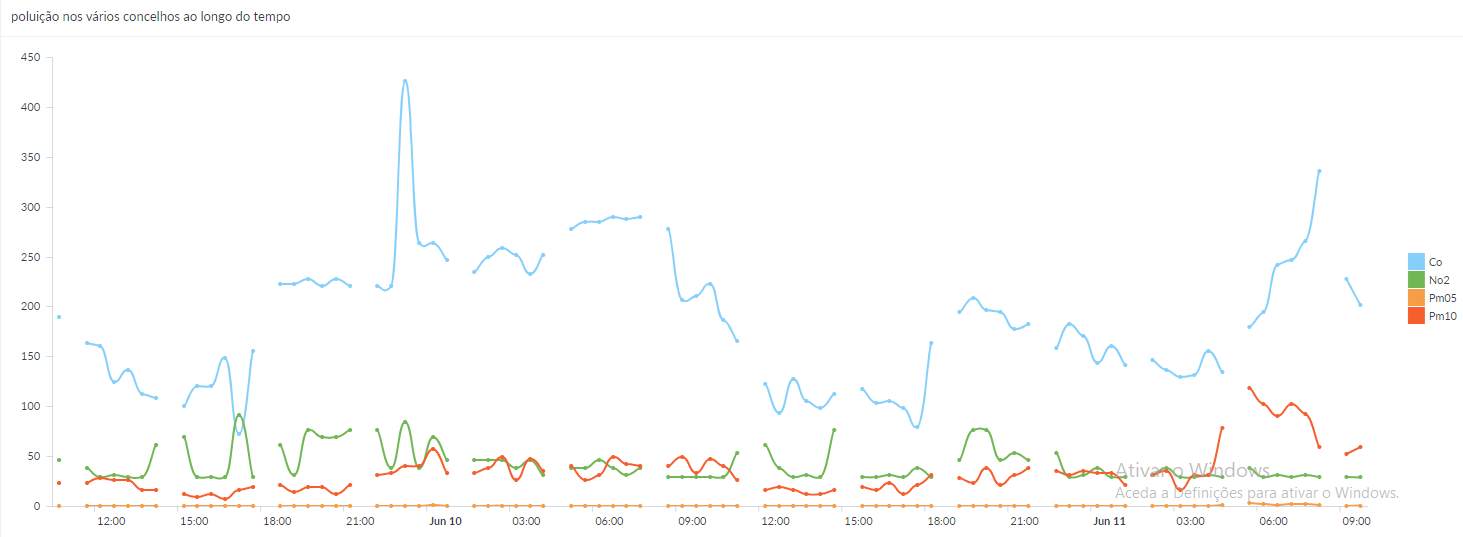 poluição nos vários concelhos ao longo do tempo
450
400
350
300
250
200
150
100
50
0
12:00 15:00 18:00 21:00 Jun 10 03:00 06:00 09:00 12:00 15:00 18:00 21:00 Jun 11 03:00 06:00 09:00
Co
No2
Pm05
Pm10
Ativar o Windows
Aceda a Definições para ativar o Windows.